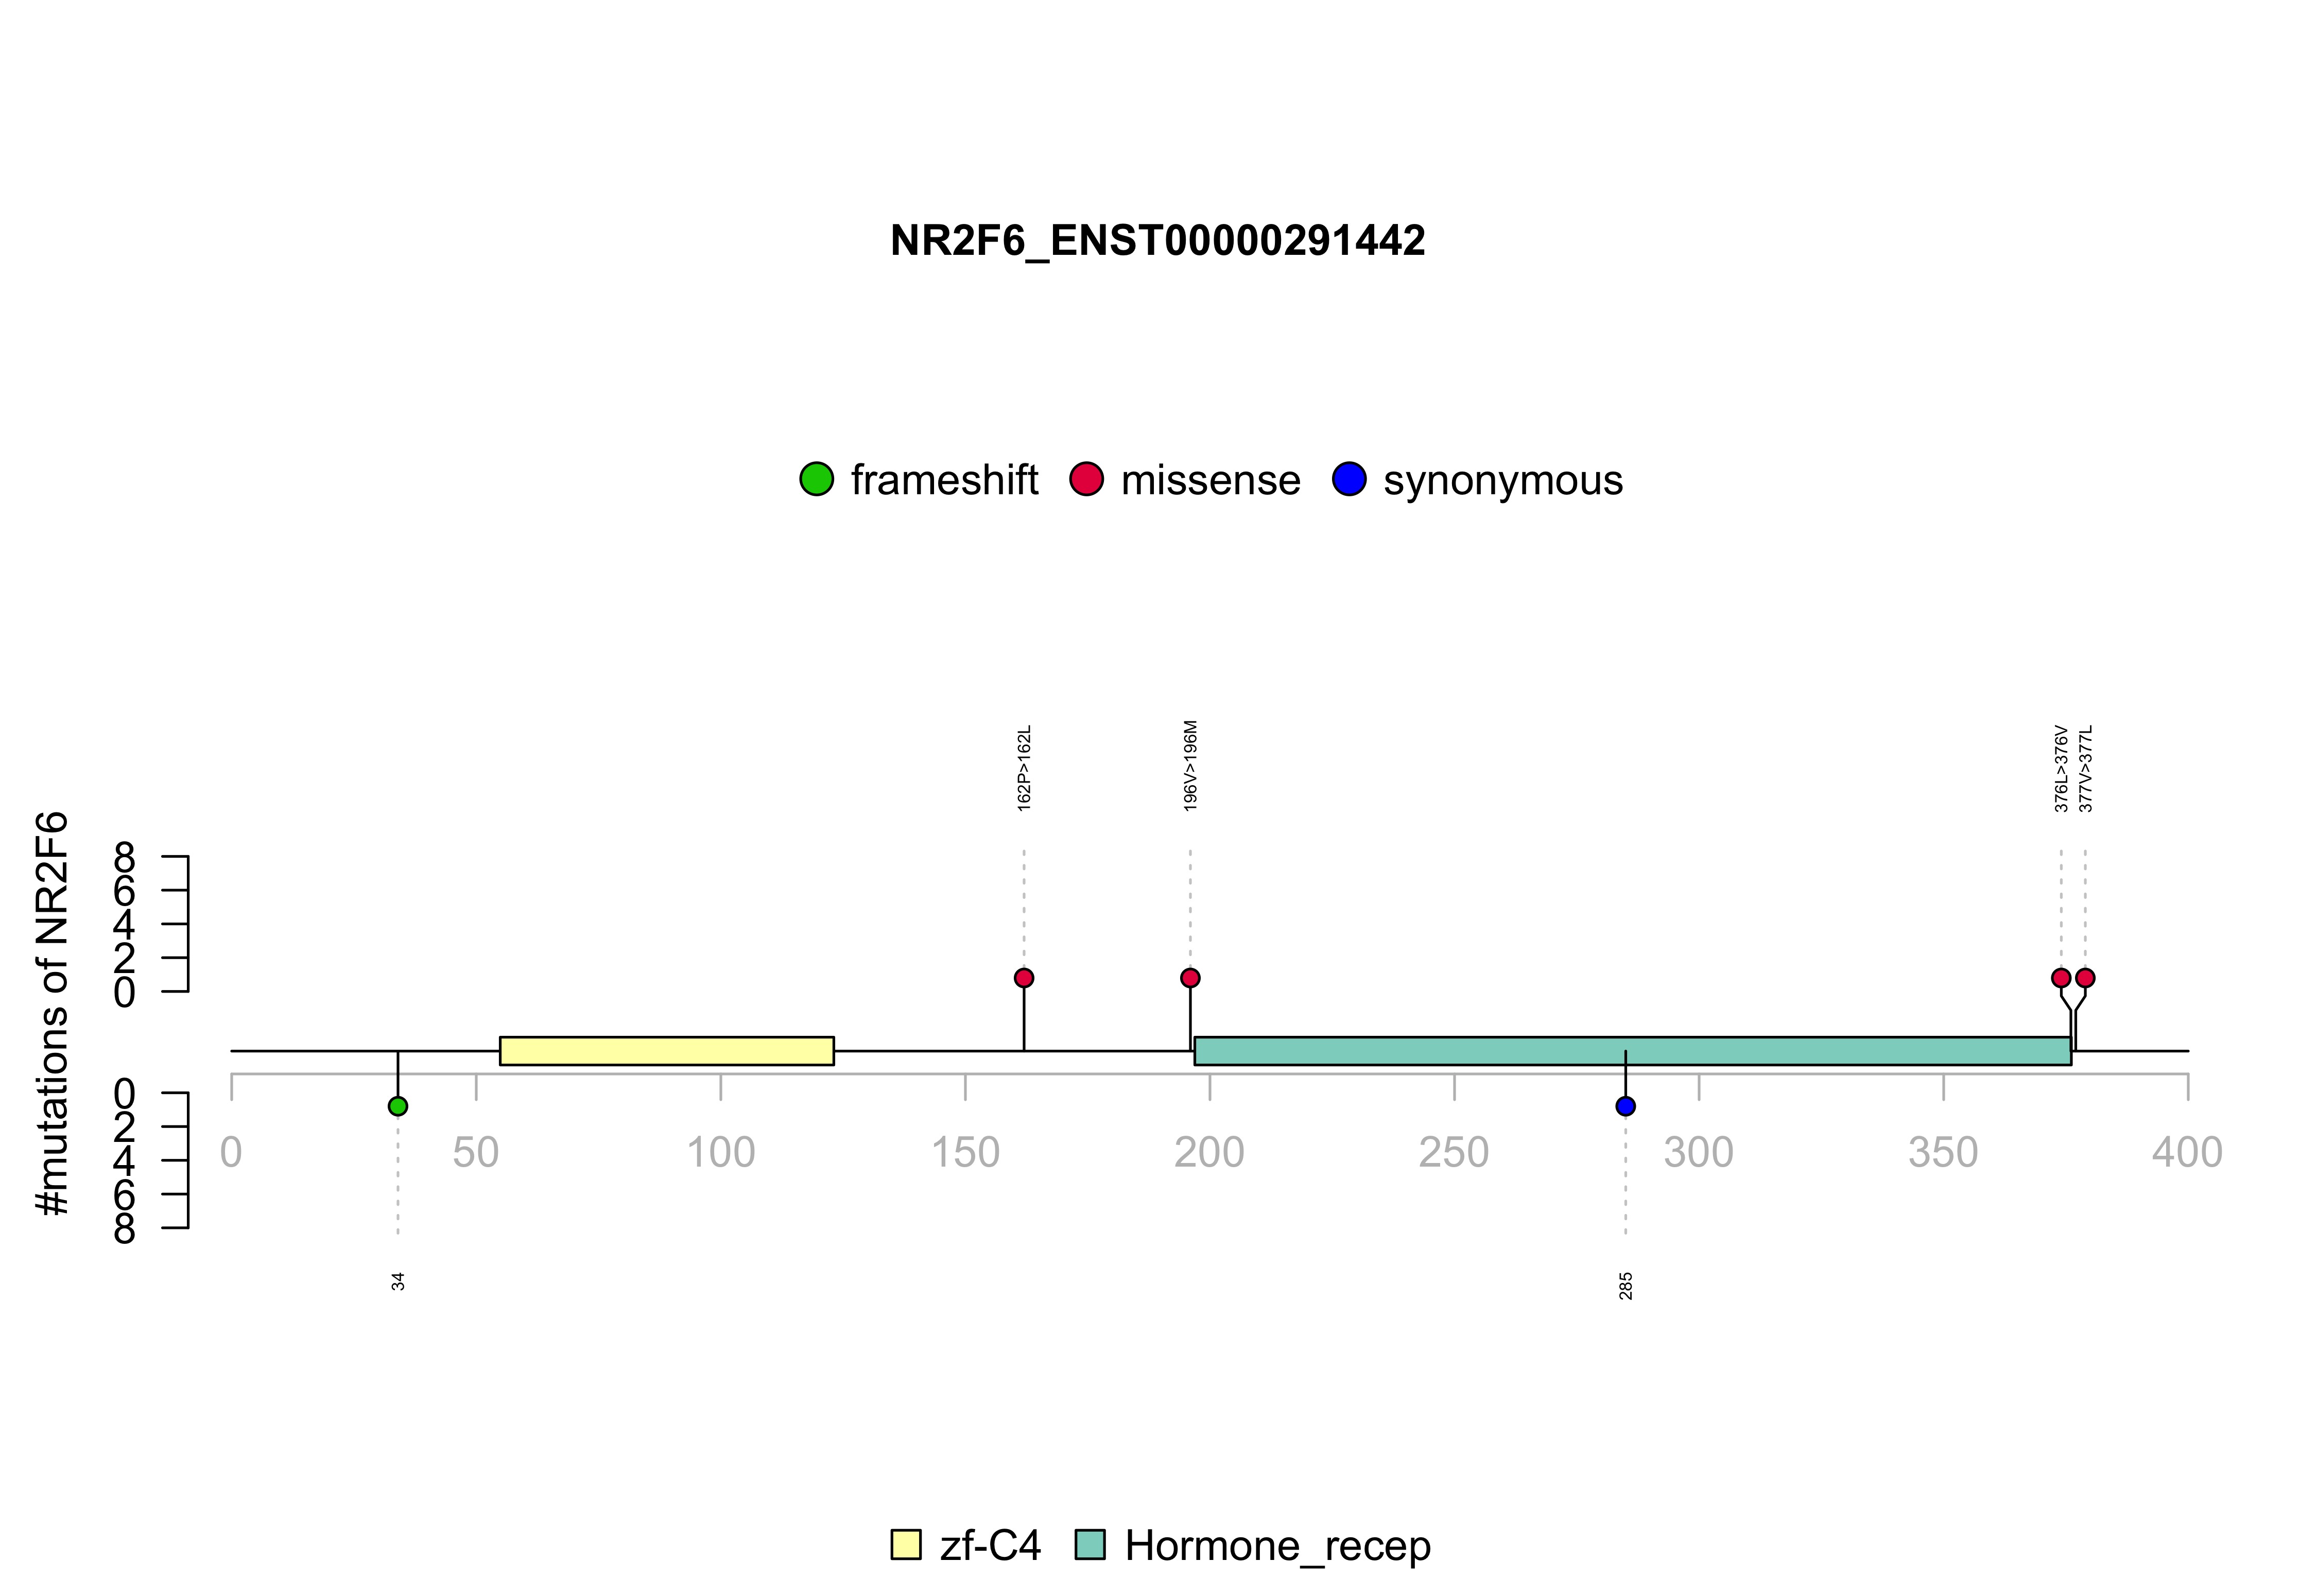 NR2F6_ENST00000291442
frameshift missense synonymous
162P>162L 196V>196M 376L>376V 377V>377L
#mutations of NR2F6
8
6
4
2
0
0
2
4
6
8
0 50 100 150 200 250 300 350 400
34 285
zf-C4 Hormone_recep